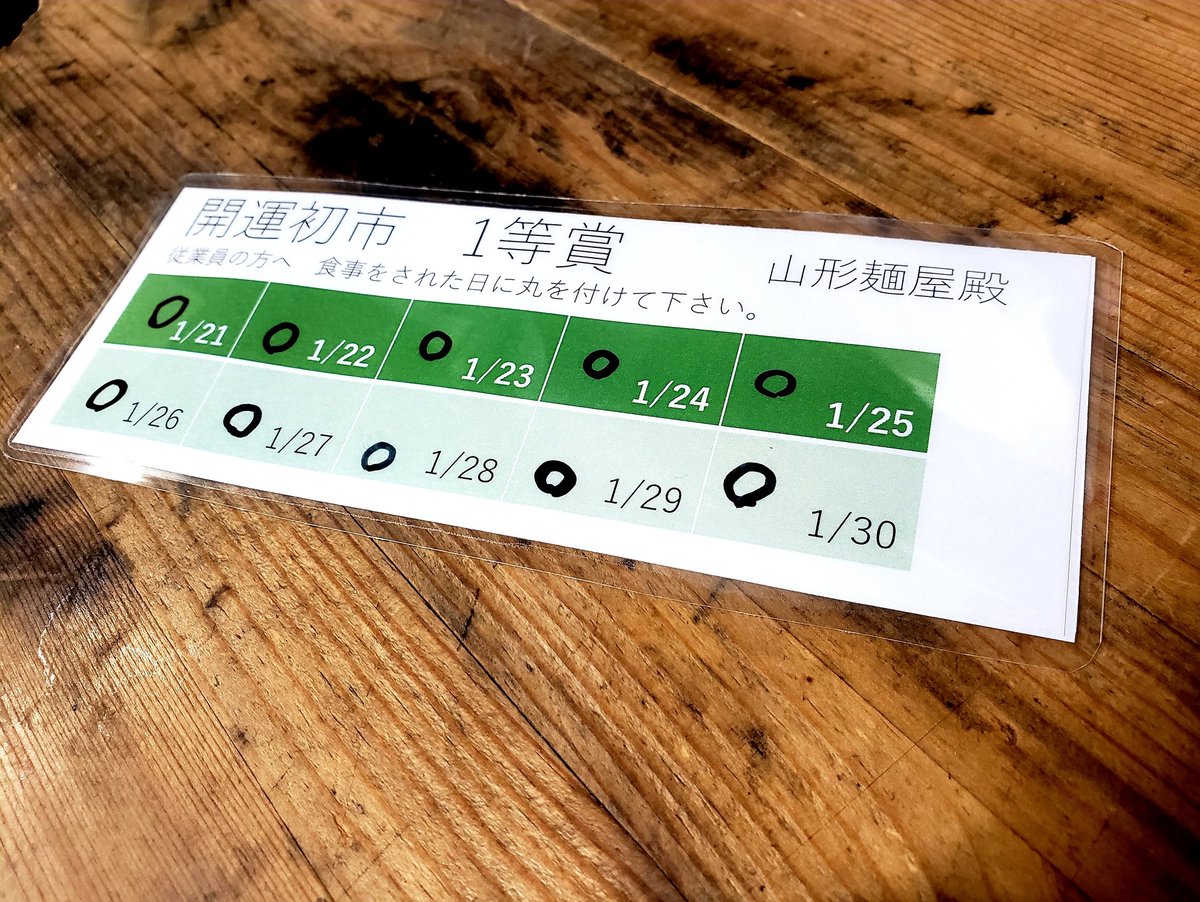 開運初市 1等賞 山形麺屋殿
従業員の方へ 食事をされた日に丸を付けて下さい。
1/21 1/22 1/23 1/24 1/25
1/26 1/27 1/28 1/29 1/30